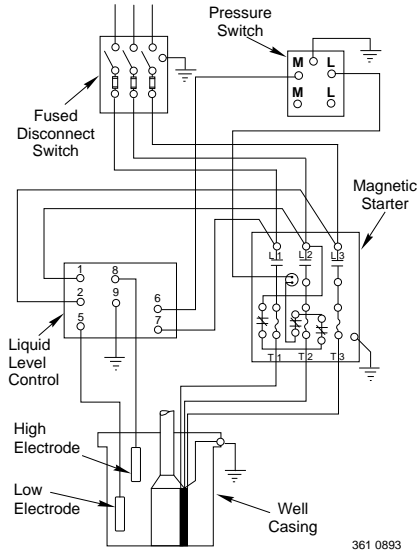 Pressure
Switch
M L
M L
Fused
Disconnect
Switch
Magnetic
Starter
L1 L2 L3
1 8
2 9
6
5 7
T1 T2 T3
Liquid
Level
Control
High
Electrode
Low
Electrode
Well
Casing
361 0893